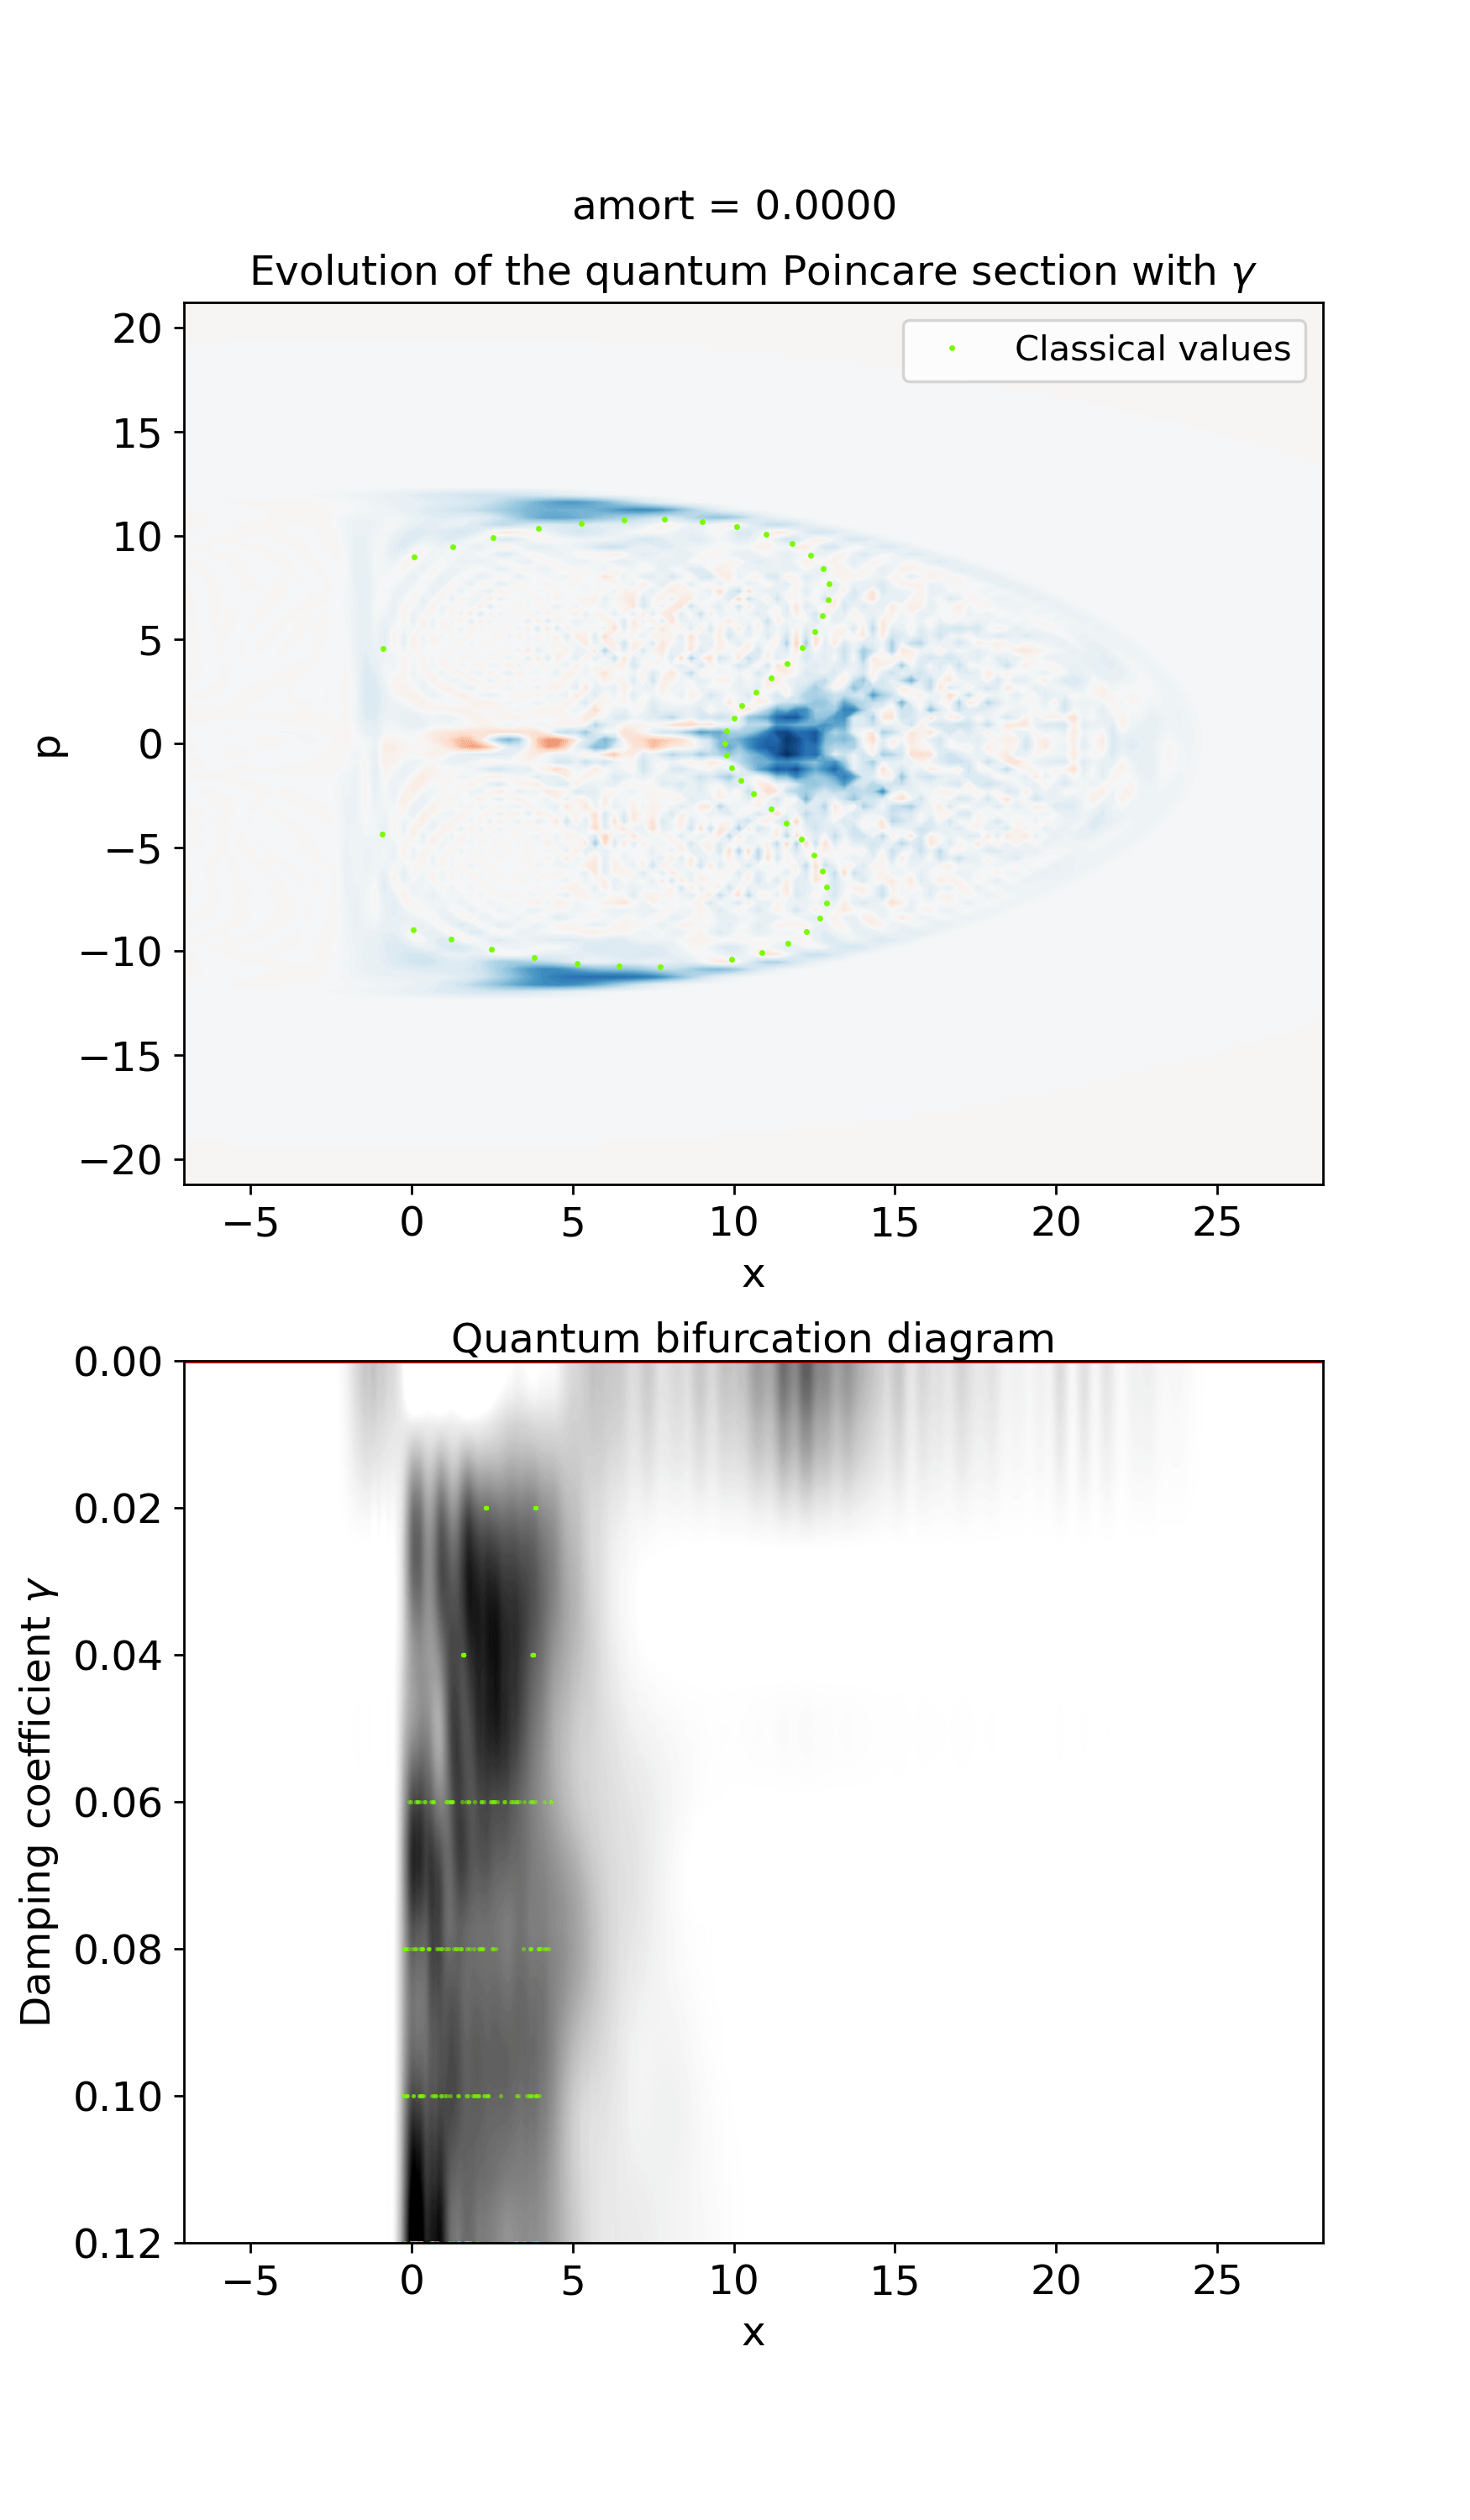 amort = 0.0000
Evolution of the quantum Poincare section with γ
Classical values
20
15
10
5
0
−5
−10
−15
−20
p
−5 0 5 10 15 20 25
x
Quantum bifurcation diagram
0.00
0.02
0.04
0.06
0.08
0.10
0.12
Damping coefficient γ
−5 0 5 10 15 20 25
x